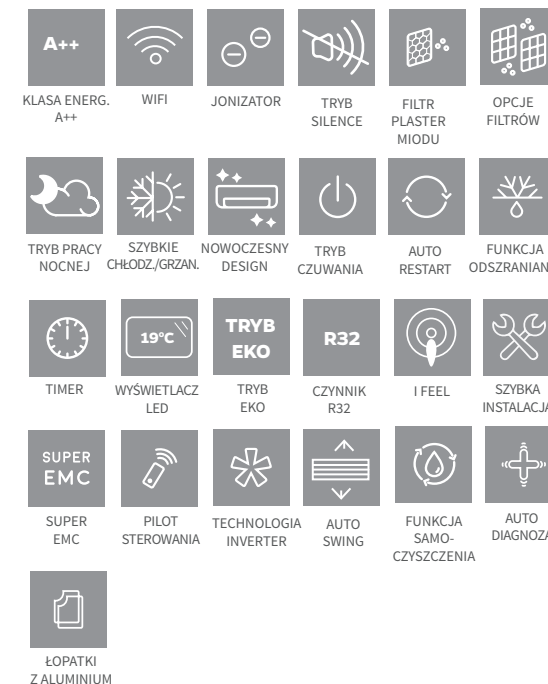 A++
KLASA ENERG.
A++
WIFI
JONIZATOR
TRYB
SILENCE
FILTR
PLASTER
MIODU
OPCJE
FILTRÓW
TRYB PRACY
NOCNEJ
SZYBKIE
CHŁODZ./GRZAN.
NOWOCZESNY
DESIGN
TRYB
CZUWANIA
AUTO
RESTART
FUNKCJA
ODSZRANIAN
TIMER
19°C
WYŚWIETLACZ
LED
TRYB
EKO
TRYB
EKO
R32
CZYNNIK
R32
I FEEL
SZYBKA
INSTALACJA
SUPER
EMC
SUPER
EMC
PILOT
STEROWANIA
TECHNOLOGIA
INVERTER
AUTO
SWING
FUNKCJA
SAMO-
CZYSZCZENIA
AUTO
DIAGNOZA
ŁOPATKI
Z ALUMINIUM